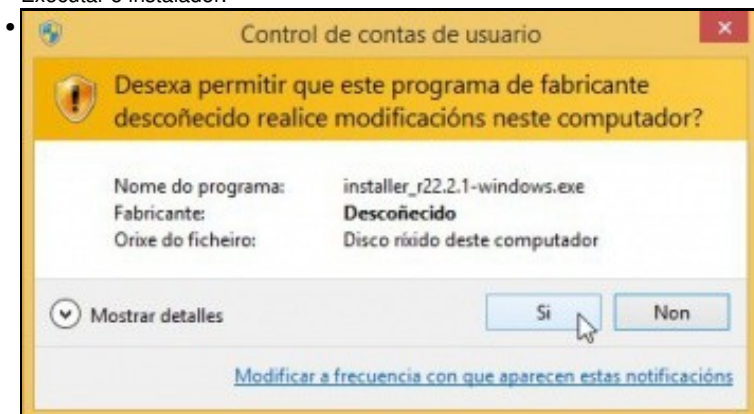 Executar o instalador.
Control de contas de usuario
Desexa permitir que este programa de fabricante
descoñecido realice modificacións neste computador?
Nome do programa: installer_r22.2.1-windows.exe
Fabricante: Descoñecido
Orixe do ficheiro: Disco ríxido deste computador
Mostrar detalles Si Non
Modificar a frecuencia con que aparecen estas notificacións